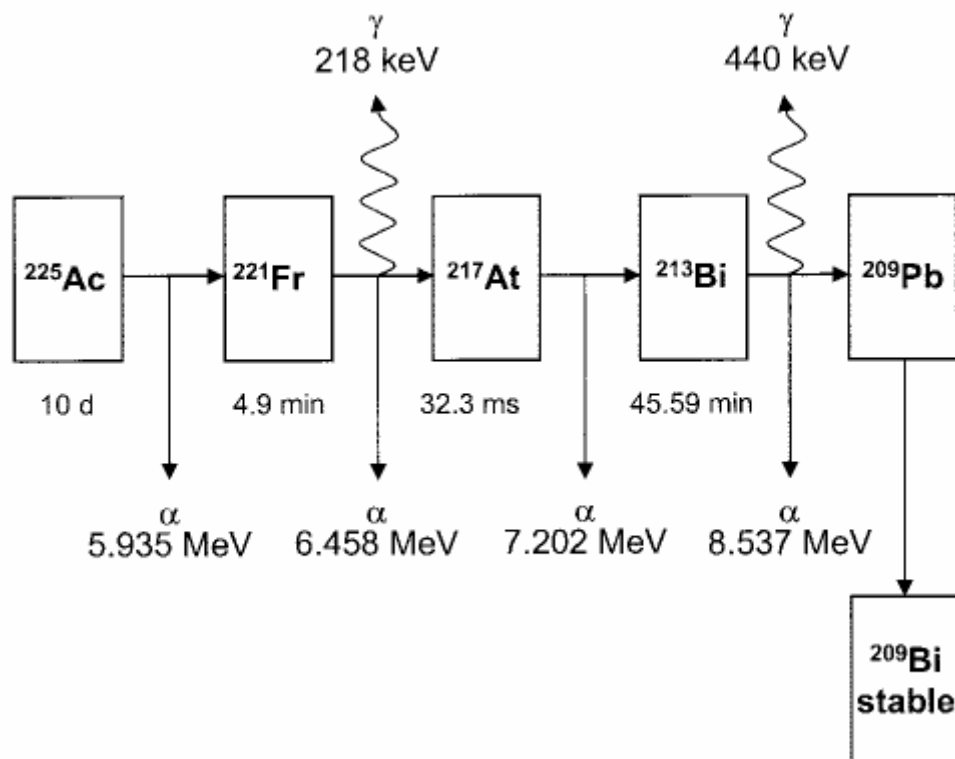 γ
218 keV
γ
440 keV
²²⁵Ac
²²¹Fr
²¹⁷At
²¹³Bi
²⁰⁹Pb
10 d
4.9 min
32.3 ms
45.59 min
α
5.935 MeV
α
6.458 MeV
α
7.202 MeV
α
8.537 MeV
²⁰⁹Bi
stable